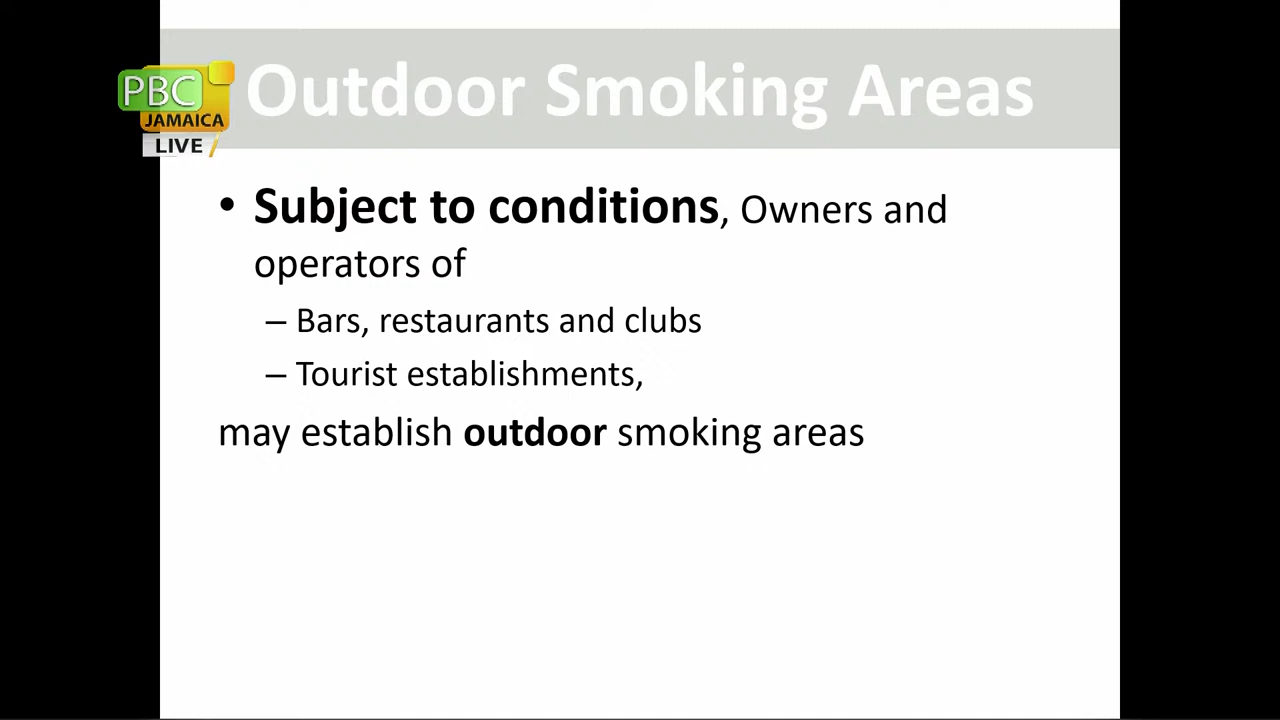 PBC
JAMAICA
LIVE
Outdoor Smoking Areas
• Subject to conditions, Owners and
operators of
– Bars, restaurants and clubs
– Tourist establishments,
may establish outdoor smoking areas